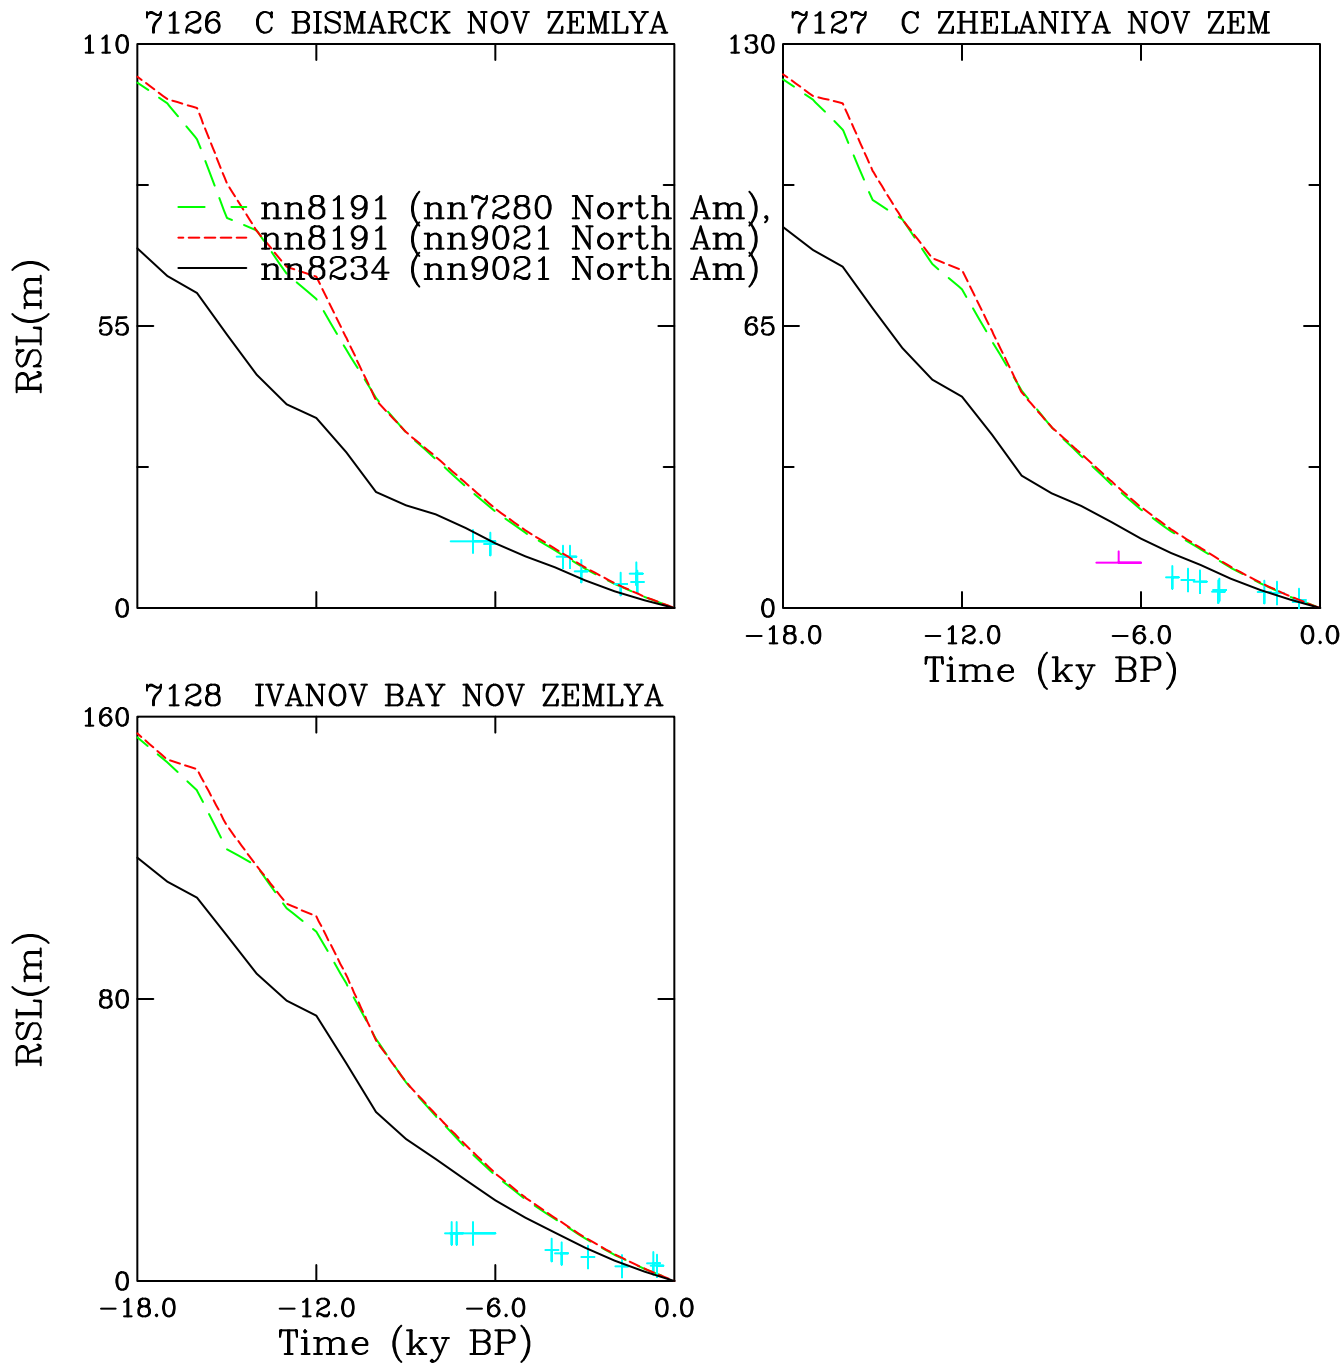 7126 C BISMARCK NOV ZEMLYA
110
nn8191 (nn7280 North Am),
nn8191 (nn9021 North Am)
nn8234 (nn9021 North Am)
RSL(m)
55
0
7127 C ZHELANIYA NOV ZEM
130
65
0
-18.0 -12.0 -6.0 0.0
Time (ky BP)
7128 IVANOV BAY NOV ZEMLYA
160
RSL(m)
80
0
-18.0 -12.0 -6.0 0.0
Time (ky BP)